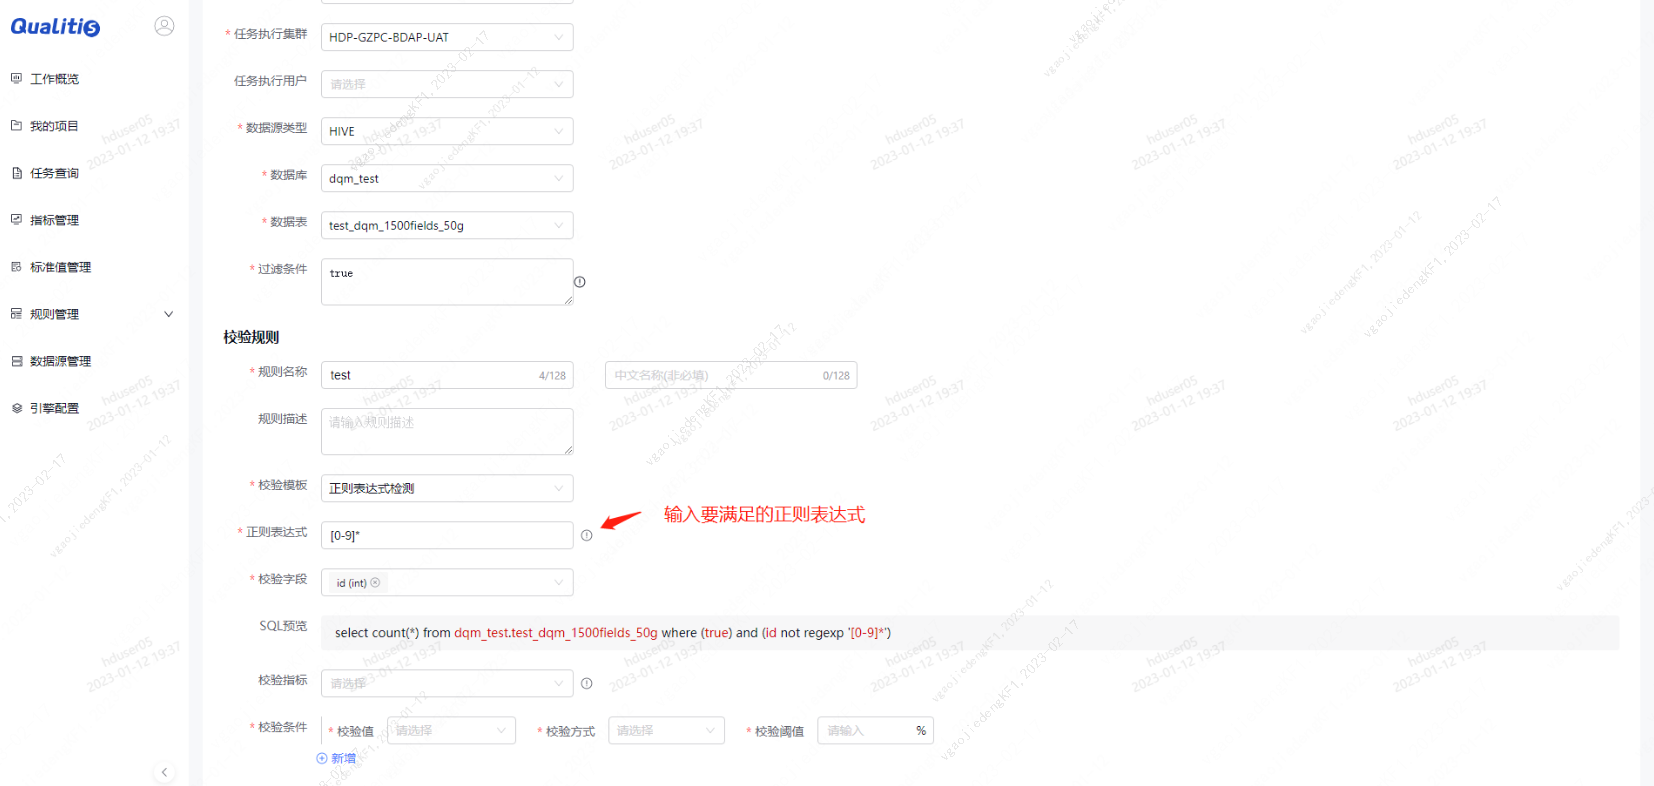 Qualitis
工作概览
我的项目
任务查询
指标管理
标准值管理
规则管理
数据源管理
引擎配置
* 任务执行集群 HDP-GZPC-BDAP-UAT
任务执行用户 请选择
* 数据源类型 HIVE
* 数据库 dqm_test
* 数据表 test_dqm_1500fields_50g
* 过滤条件 true
校验规则
* 规则名称 test 4/128 中文名称(非必填) 0/128
规则描述 请输入规则描述
* 校验模板 正则表达式检测
* 正则表达式 [0-9]* 输入要满足的正则表达式
* 校验字段 id (int)
SQL预览 select count(*) from dqm_test.test_dqm_1500fields_50g where (true) and (id not regexp '[0-9]*')
校验指标 请选择
* 校验条件 * 校验值 请选择 * 校验方式 请选择 * 校验阈值 请输入 %
新增
hduser05
2023-01-12 19:37
vgaojiedengKF1,2023-02-17
vgaojiedengKF1,2023-01-12